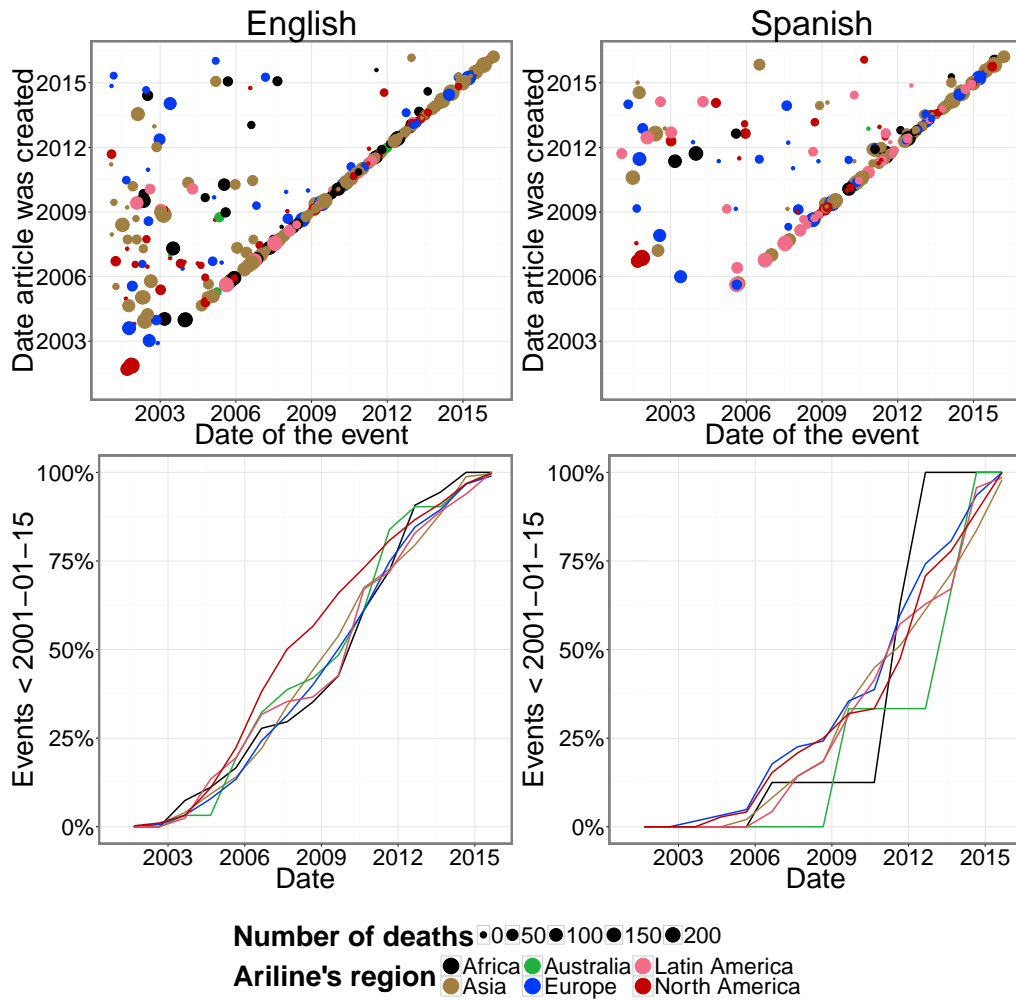 English
Spanish
Date article was created
2015
2012
2009
2006
2003
2003 2006 2009 2012 2015
Date of the event
Date article was created
2015
2012
2009
2006
2003
2003 2006 2009 2012 2015
Date of the event
Events < 2001−01−15
100%
75%
50%
25%
0%
2003 2006 2009 2012 2015
Date
Events < 2001−01−15
100%
75%
50%
25%
0%
2003 2006 2009 2012 2015
Date
Number of deaths 0 50 100 150 200
Ariline's region Africa Australia Latin America
Asia Europe North America